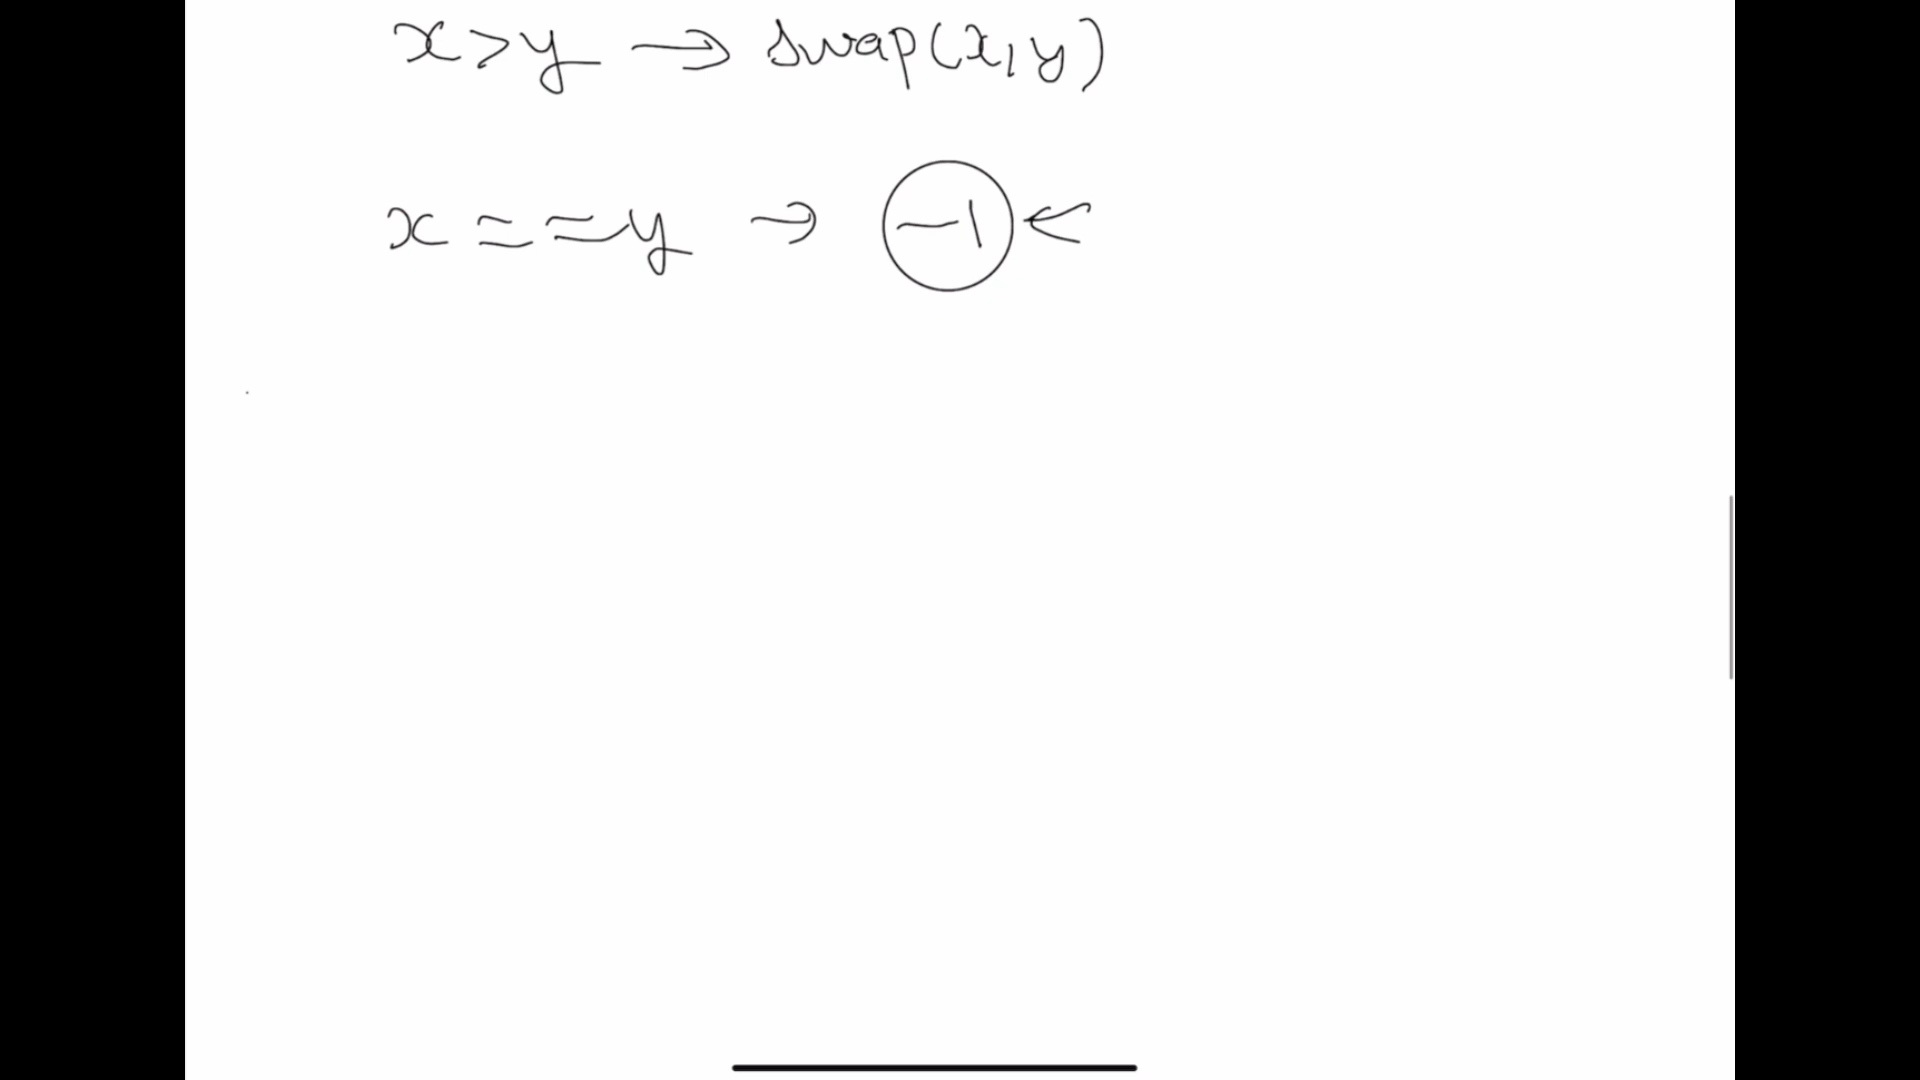 x>y → swap(x,y)
x==y → -1 ←